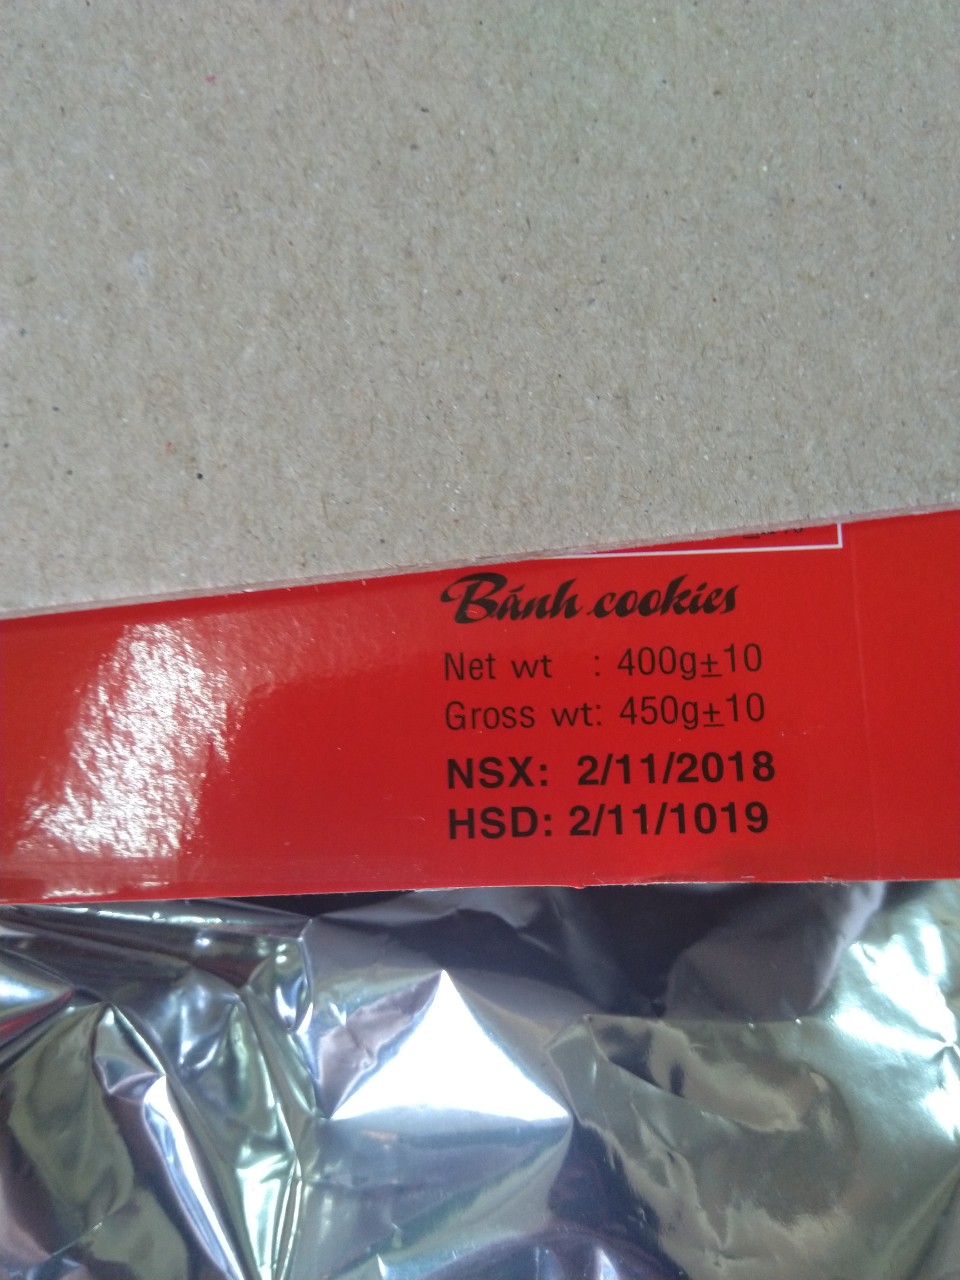 Bánh cookies
Net wt : 400g±10
Gross wt: 450g±10
NSX: 2/11/2018
HSD: 2/11/1019